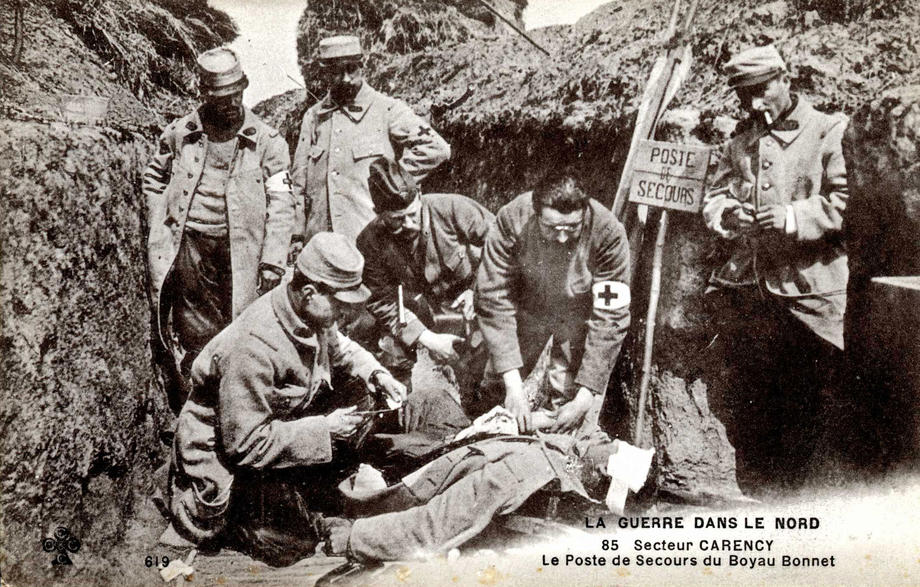 POSTE
DE
SECOURS
LA GUERRE DANS LE NORD
85 Secteur CARENCY
Le Poste de Secours du Boyau Bonnet
619